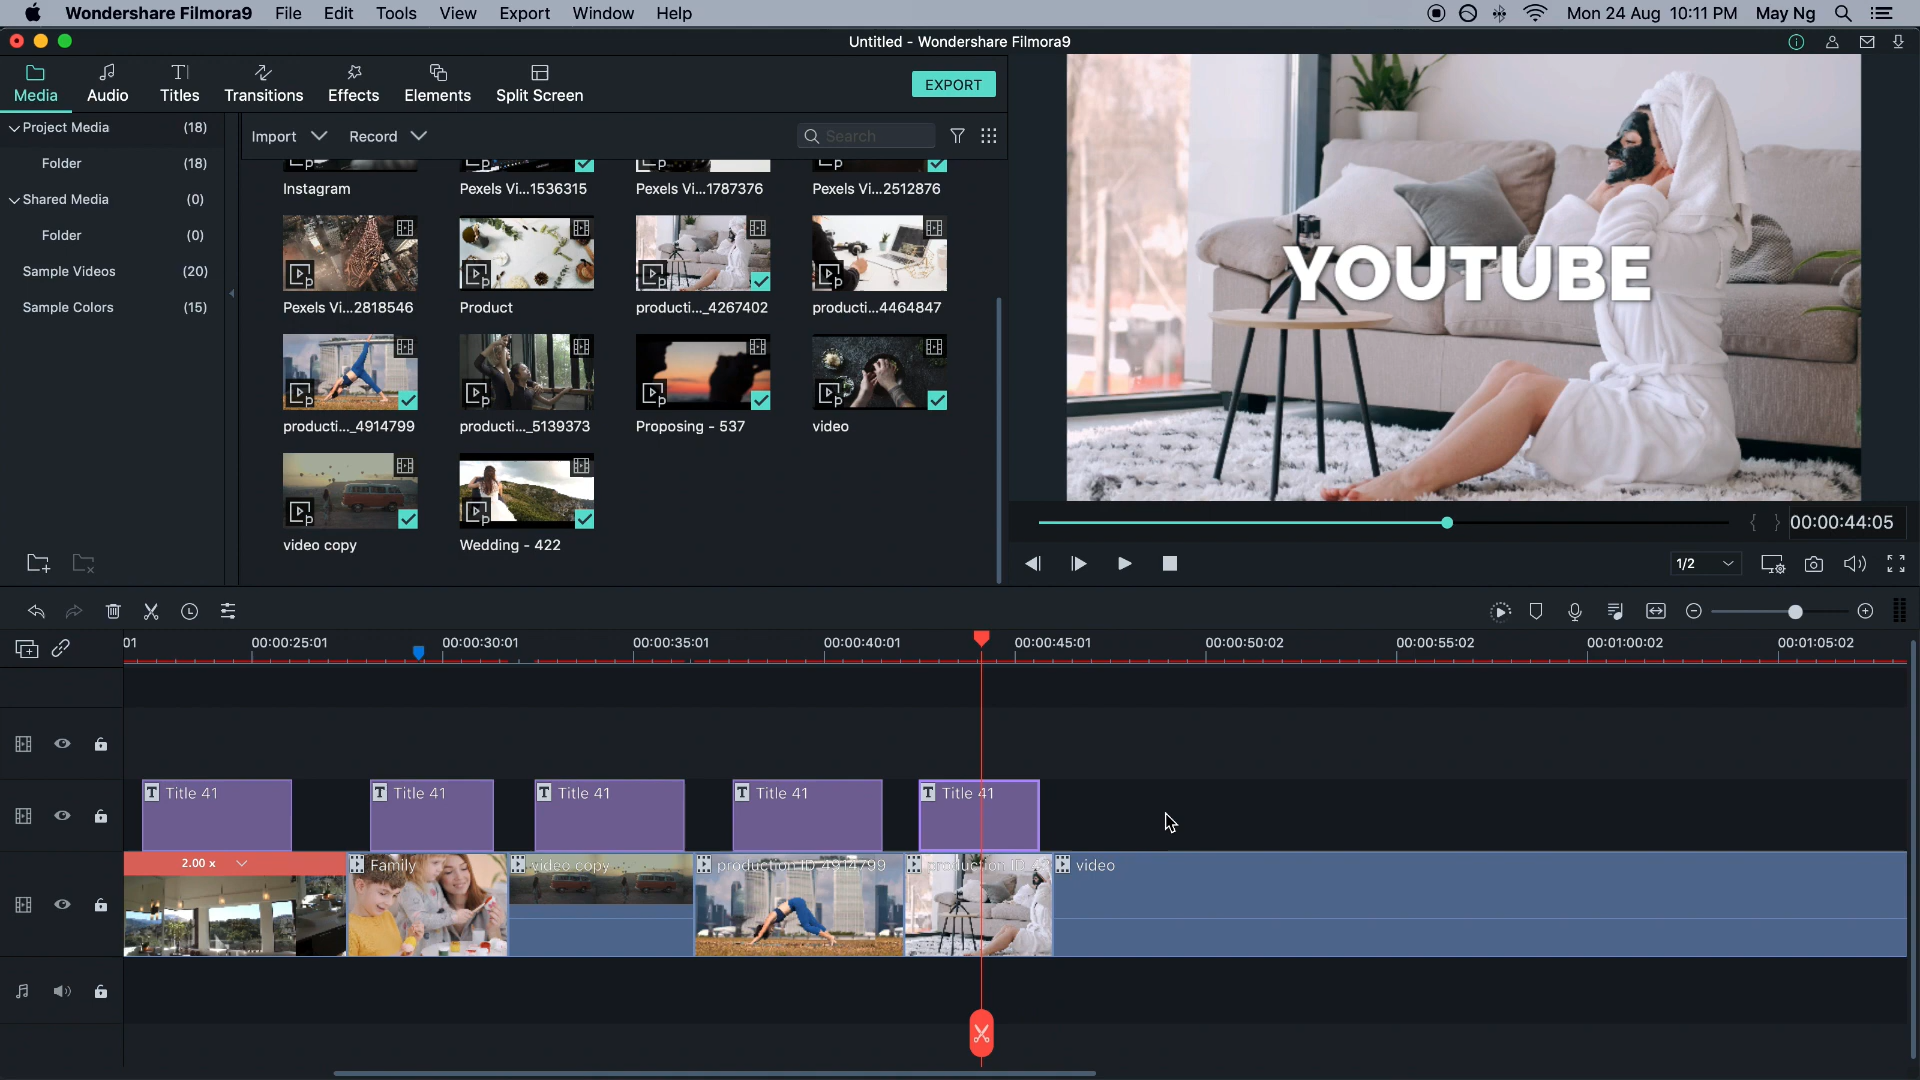 Wondershare Filmora9 File Edit Tools View Export Window Help
Mon 24 Aug 10:11 PM May Ng
Untitled - Wondershare Filmora9
Media Audio Titles Transitions Effects Elements Split Screen
EXPORT
Project Media (18)
Folder (18)
Shared Media (0)
Folder (0)
Sample Videos (20)
Sample Colors (15)
Import Record Search
Instagram Pexels Vi...1536315 Pexels Vi...1787376 Pexels Vi...2512876
Pexels Vi...2818546 Product producti..._4267402 producti...4464847
producti..._4914799 producti..._5139373 Proposing - 537 video
video copy Wedding - 422
YOUTUBE
00:00:44:05
1/2
01 00:00:25:01 00:00:30:01 00:00:35:01 00:00:40:01 00:00:45:01 00:00:50:02 00:00:55:02 00:01:00:02 00:01:05:02
Title 41 Title 41 Title 41 Title 41 Title 41
2.00 x Family video copy production ID_4914799 production ID video